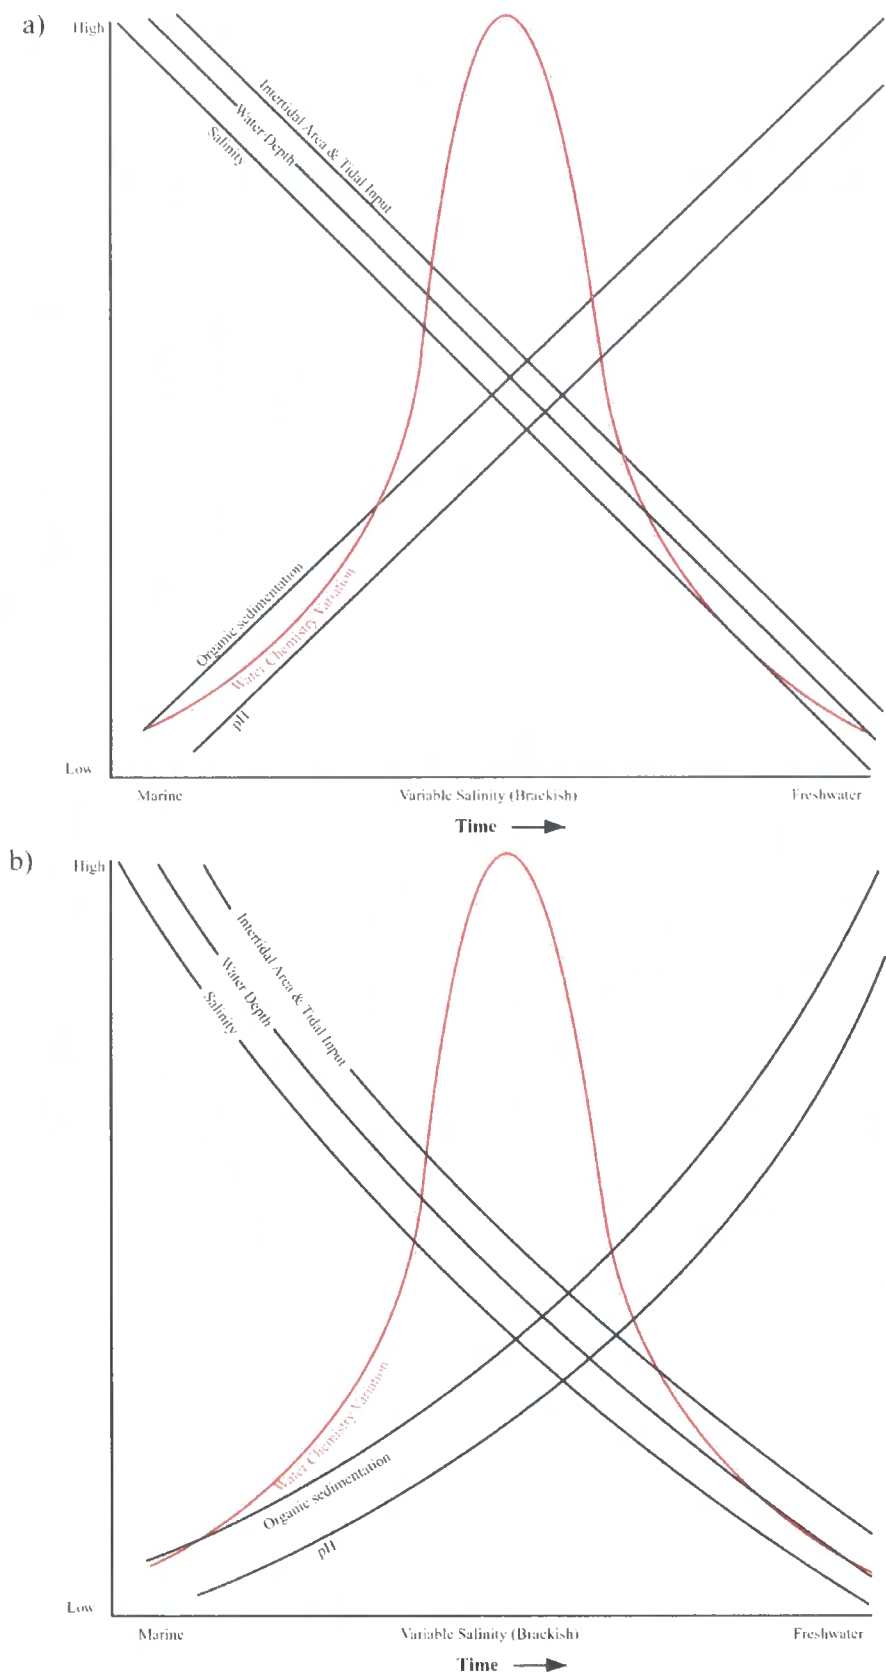 a)
High
Intertidal Area & Tidal Input
Water Depth
Salinity
Organic sedimentation
Water Chemistry Variation
pH
Low
Marine
Variable Salinity (Brackish)
Freshwater
Time
b)
High
Intertidal Area & Tidal Input
Water Depth
Salinity
Water Chemistry Variation
Organic sedimentation
pH
Low
Marine
Variable Salinity (Brackish)
Freshwater
Time